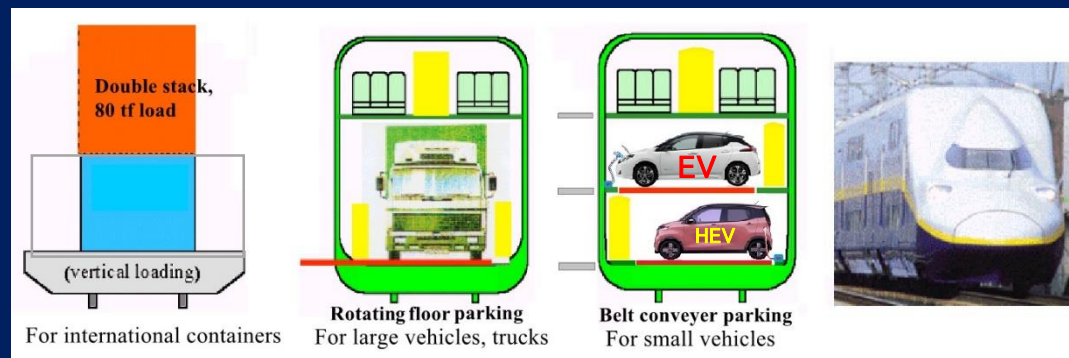 Double stack,
80 tf load
(vertical loading)
For international containers
Rotating floor parking
For large vehicles, trucks
EV
HEV
Belt conveyer parking
For small vehicles